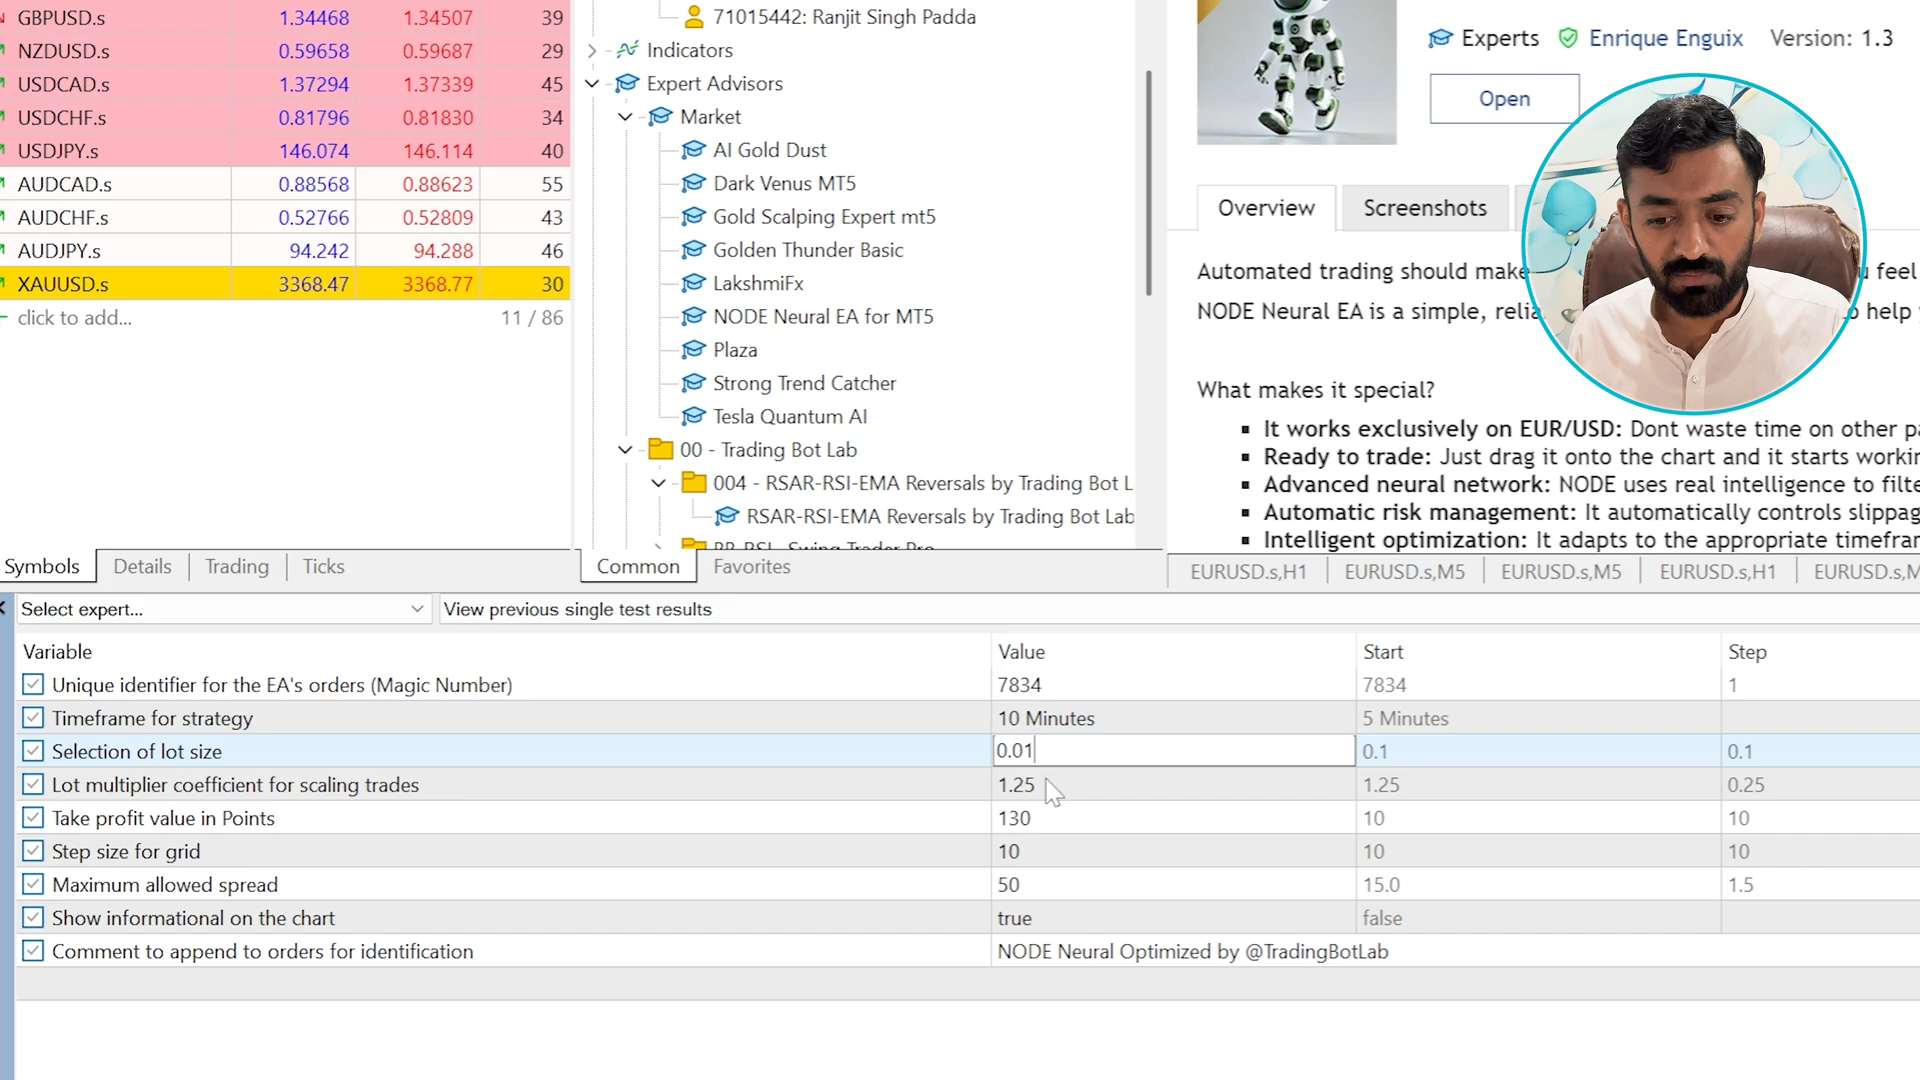 GBPUSD.s 1.34468 1.34507 39
NZDUSD.s 0.59658 0.59687 29
USDCAD.s 1.37294 1.37339 45
USDCHF.s 0.81796 0.81830 34
USDJPY.s 146.074 146.114 40
AUDCAD.s 0.88568 0.88623 55
AUDCHF.s 0.52766 0.52809 43
AUDJPY.s 94.242 94.288 46
XAUUSD.s 3368.47 3368.77 30
click to add... 11 / 86
Symbols Details Trading Ticks
71015442: Ranjit Singh Padda
Indicators
Expert Advisors
Market
AI Gold Dust
Dark Venus MT5
Gold Scalping Expert mt5
Golden Thunder Basic
LakshmiFx
NODE Neural EA for MT5
Plaza
Strong Trend Catcher
Tesla Quantum AI
00 - Trading Bot Lab
004 - RSAR-RSI-EMA Reversals by Trading Bot L
RSAR-RSI-EMA Reversals by Trading Bot Lab
BB-RSI - Swing Trader Pro
Common Favorites
Experts Enrique Enguix Version: 1.3
Open
Overview Screenshots
Automated trading should make feel
NODE Neural EA is a simple, help
What makes it special?
It works exclusively on EUR/USD: Dont waste time on other
Ready to trade: Just drag it onto the chart and it starts
Advanced neural network: NODE uses real intelligence to
Automatic risk management: It automatically controls
Intelligent optimization: It adapts to the appropriate
EURUSD.s,H1 EURUSD.s,M5 EURUSD.s,M5 EURUSD.s,H1 EURUSD.s,M
Select expert... View previous single test results
Variable Value Start Step
Unique identifier for the EA's orders (Magic Number) 7834 7834 1
Timeframe for strategy 10 Minutes 5 Minutes
Selection of lot size 0.01 0.1 0.1
Lot multiplier coefficient for scaling trades 1.25 1.25 0.25
Take profit value in Points 130 10 10
Step size for grid 10 10 10
Maximum allowed spread 50 15.0 1.5
Show informational on the chart true false
Comment to append to orders for identification NODE Neural Optimized by @TradingBotLab